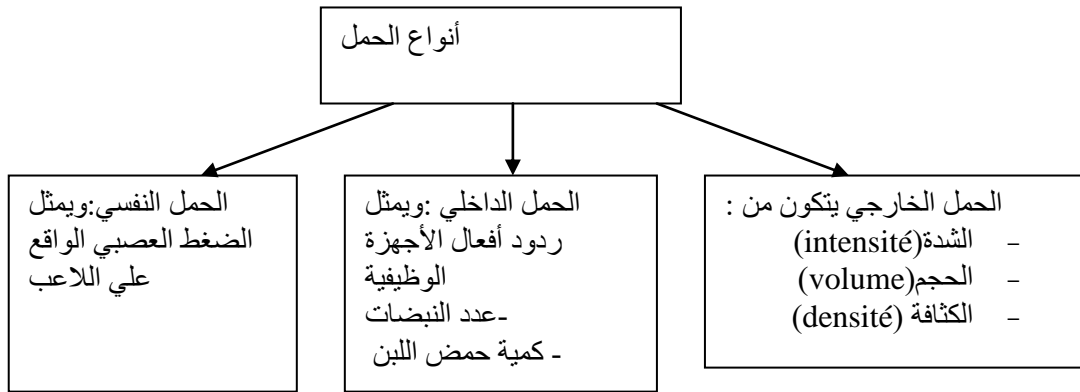 أنواع الحمل
الحمل الخارجي يتكون من :
- الشدة(intensité)
- الحجم(volume)
- الكثافة (densité)
الحمل الداخلي :ويمثل
ردود أفعال الأجهزة
الوظيفية
-عدد النبضات
- كمية حمض اللبن
الحمل النفسي:ويمثل
الضغط العصبي الواقع
علي اللاعب